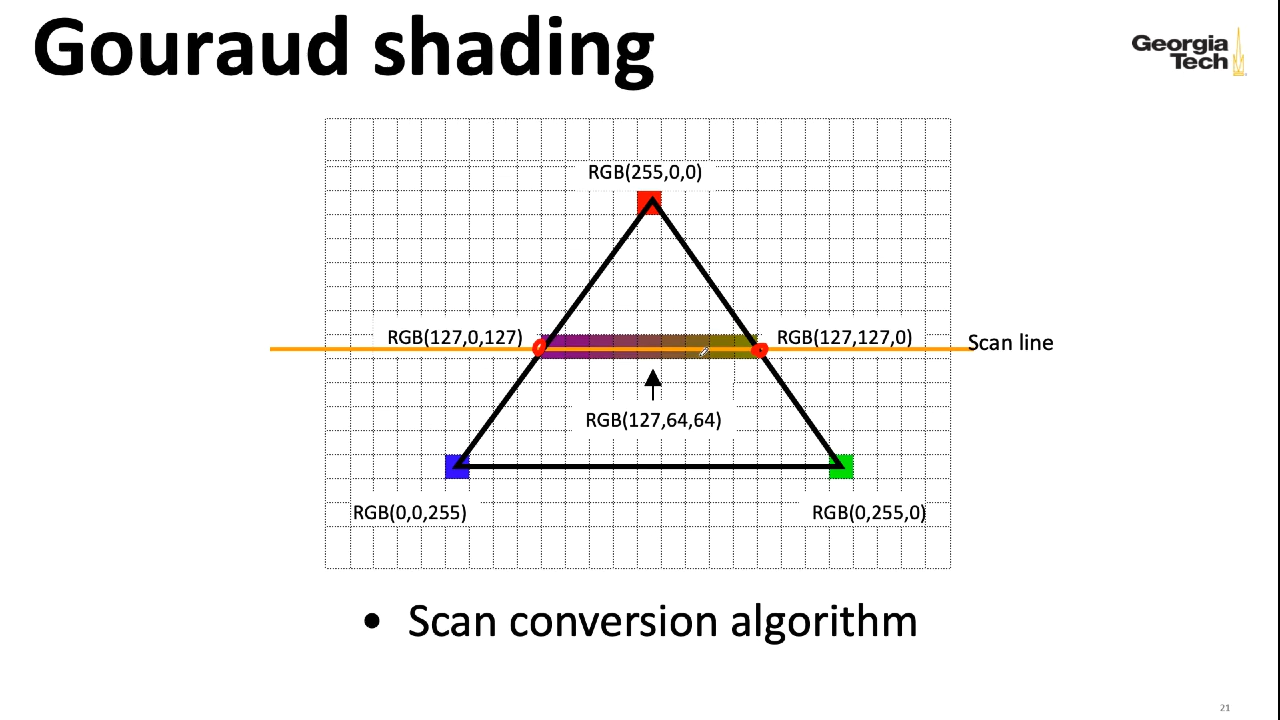 Gouraud shading
Georgia
Tech
RGB(255,0,0)
RGB(127,0,127)
RGB(127,127,0)
Scan line
RGB(127,64,64)
RGB(0,0,255)
RGB(0,255,0)
• Scan conversion algorithm
21